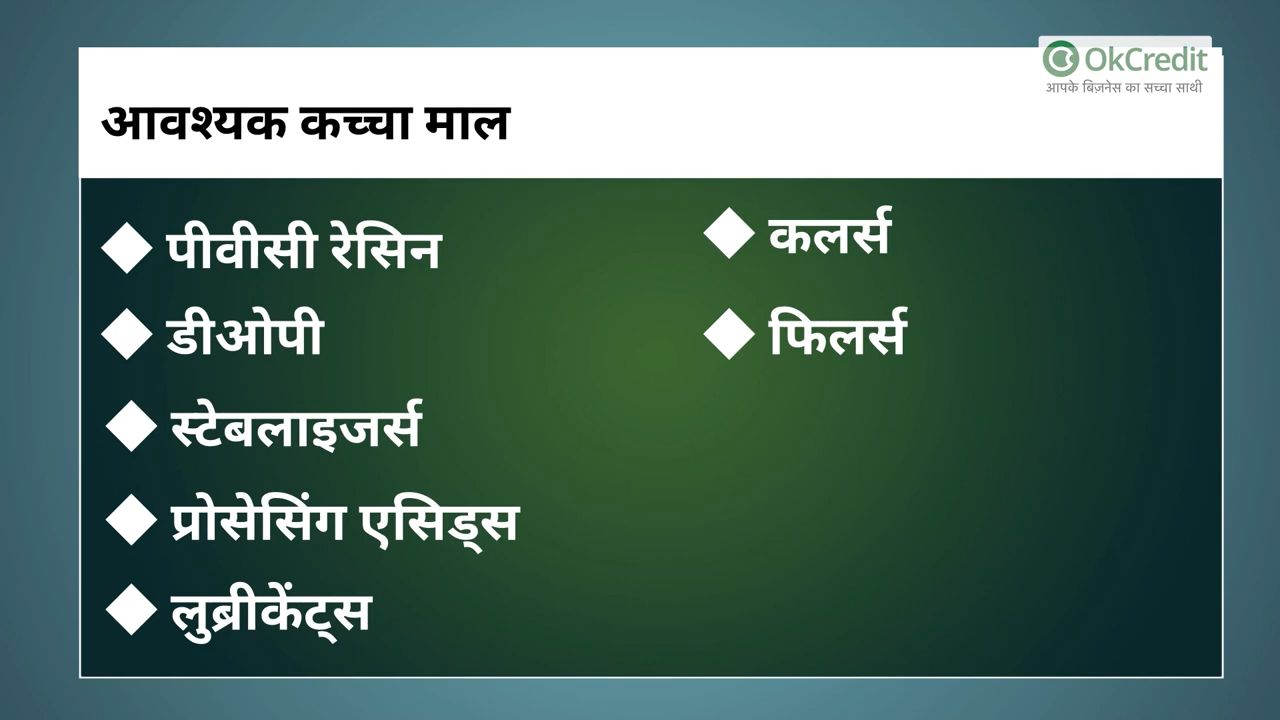 OkCredit
आपके बिज़नेस का सच्चा साथी
आवश्यक कच्चा माल
पीवीसी रेसिन
डीओपी
स्टेबलाइजर्स
प्रोसेसिंग एसिड्स
लुब्रीकेंट्स
कलर्स
फिलर्स